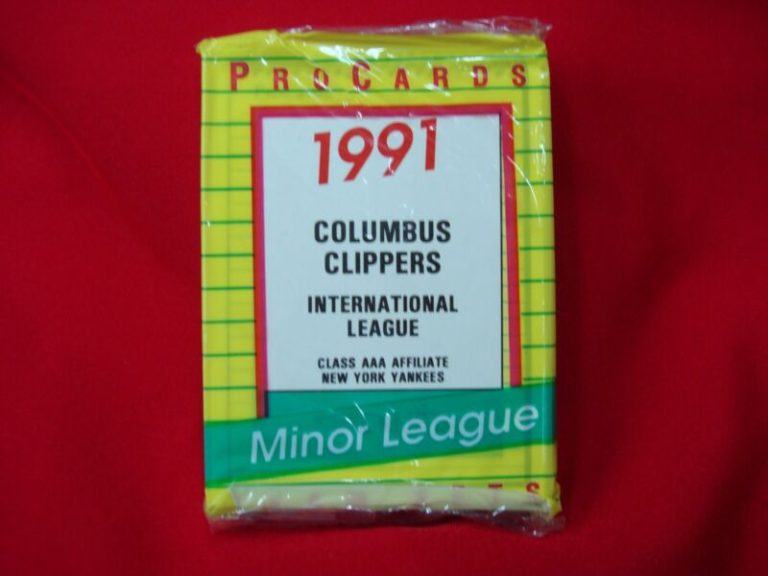 PROCARDS
1991
COLUMBUS
CLIPPERS
INTERNATIONAL
LEAGUE
CLASS AAA AFFILIATE
NEW YORK YANKEES
Minor League